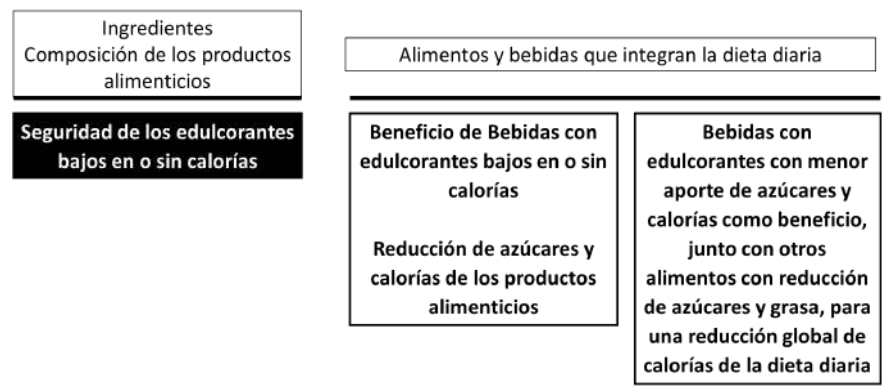 Ingredientes
Composición de los productos
alimenticios
Seguridad de los edulcorantes
bajos en o sin calorías
Alimentos y bebidas que integran la dieta diaria
Beneficio de Bebidas con
edulcorantes bajos en o sin
calorías
Reducción de azúcares y
calorías de los productos
alimenticios
Bebidas con
edulcorantes con menor
aporte de azúcares y
calorías como beneficio,
junto con otros
alimentos con reducción
de azúcares y grasa, para
una reducción global de
calorías de la dieta diaria